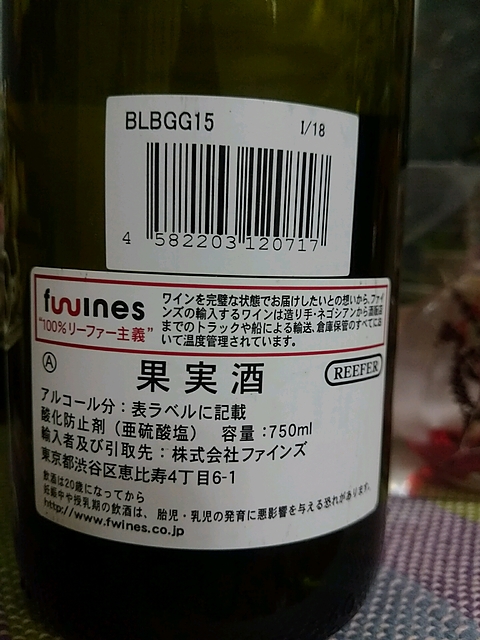 BLBGG15 I/18
4 582203 120717
fwines
"100%リーファー主義"
ワインを完璧な状態でお届けしたいとの想いから、ファイ
ンズの輸入するワインは造り手・ネゴシアンから酒販店
までのトラックや船による輸送、倉庫保管のすべてにお
いて温度管理されています。
Ⓐ 果実酒 REEFER
アルコール分：表ラベルに記載
酸化防止剤（亜硫酸塩） 容量：750ml
輸入者及び引取先：株式会社ファインズ
東京都渋谷区恵比寿4丁目6-1
飲酒は20歳になってから
妊娠中や授乳期の飲酒は、胎児・乳児の発育に悪影響を与える恐れがあります。
http://www.fwines.co.jp